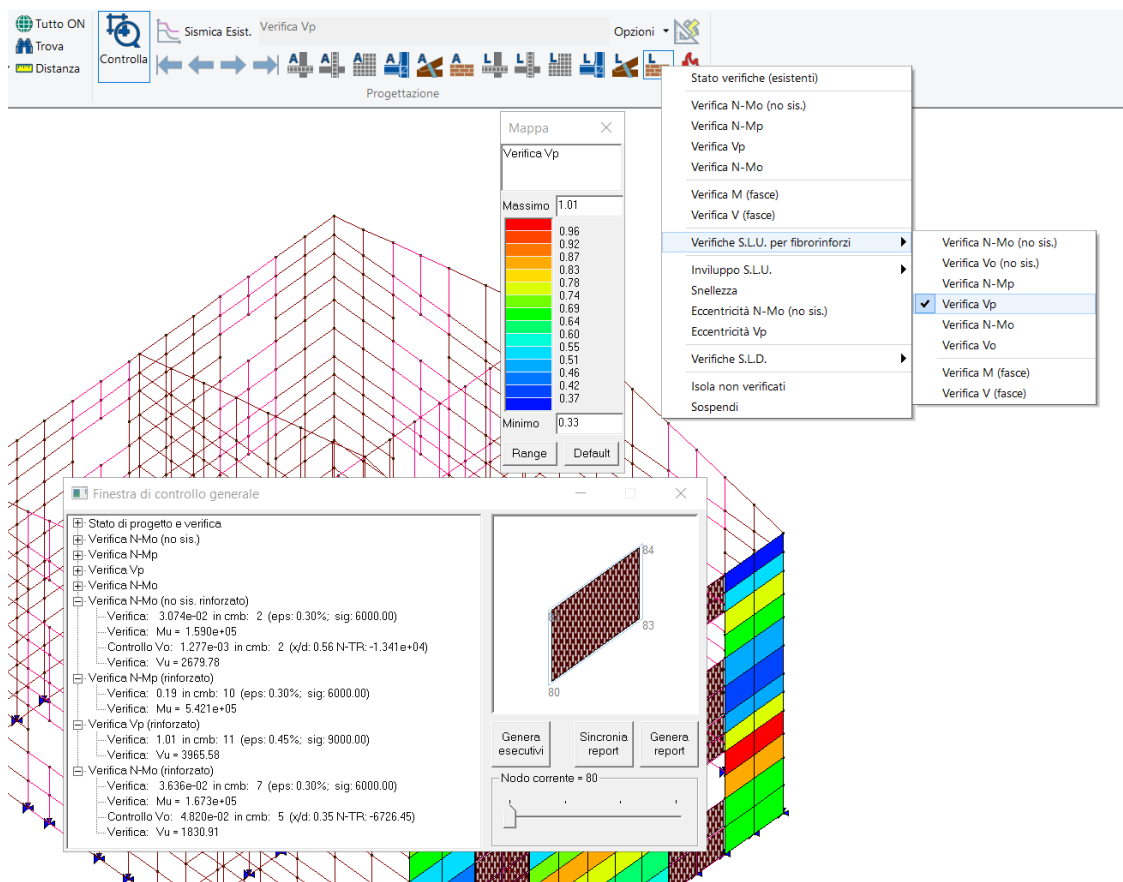 Tutto ON
Trova
Distanza
Controlla
Sismica Esist.
Verifica Vp
Opzioni
A A A A A A L L L L L L
Progettazione
Stato verifiche (esistenti)
Verifica N-Mo (no sis.)
Verifica N-Mp
Verifica Vp
Verifica N-Mo
Verifica M (fasce)
Verifica V (fasce)
Verifiche S.L.U. per fibrorinforzi
Inviluppo S.L.U.
Snellezza
Eccentricità N-Mo (no sis.)
Eccentricità Vp
Verifiche S.L.D.
Isola non verificati
Sospendi
Verifica N-Mo (no sis.)
Verifica Vo (no sis.)
Verifica N-Mp
Verifica Vp
Verifica N-Mo
Verifica Vo
Verifica M (fasce)
Verifica V (fasce)
Mappa
Verifica Vp
Massimo 1.01
0.96
0.92
0.87
0.83
0.78
0.74
0.69
0.64
0.60
0.55
0.51
0.46
0.42
0.37
Minimo 0.33
Range Default
Finestra di controllo generale
Stato di progetto e verifica
Verifica N-Mo (no sis.)
Verifica N-Mp
Verifica Vp
Verifica N-Mo
Verifica N-Mo (no sis. rinforzato)
Verifica: 3.074e-02 in cmb: 2 (eps: 0.30%; sig: 6000.00)
Verifica: Mu = 1.590e+05
Controllo Vo: 1.277e-03 in cmb: 2 (x/d: 0.56 N-TR: -1.341e+04)
Verifica: Vu = 2679.78
Verifica N-Mp (rinforzato)
Verifica: 0.19 in cmb: 10 (eps: 0.30%; sig: 6000.00)
Verifica: Mu = 5.421e+05
Verifica Vp (rinforzato)
Verifica: 1.01 in cmb: 11 (eps: 0.45%; sig: 9000.00)
Verifica: Vu = 3965.58
Verifica N-Mo (rinforzato)
Verifica: 3.636e-02 in cmb: 7 (eps: 0.30%; sig: 6000.00)
Verifica: Mu = 1.673e+05
Controllo Vo: 4.820e-02 in cmb: 5 (x/d: 0.35 N-TR: -6726.45)
Verifica: Vu = 1830.91
84
83
80
Genera esecutivi
Sincronia report
Genera report
Nodo corrente = 80